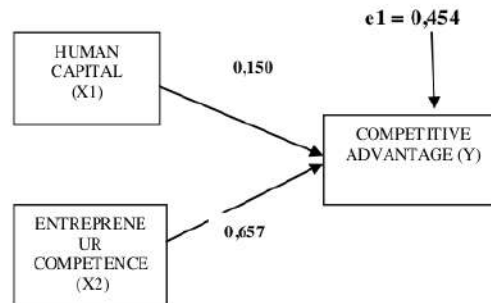 e1 = 0,454
HUMAN
CAPITAL
(X1)
0,150
COMPETITIVE
ADVANTAGE (Y)
ENTREPRENE
UR
COMPETENCE
(X2)
0,657